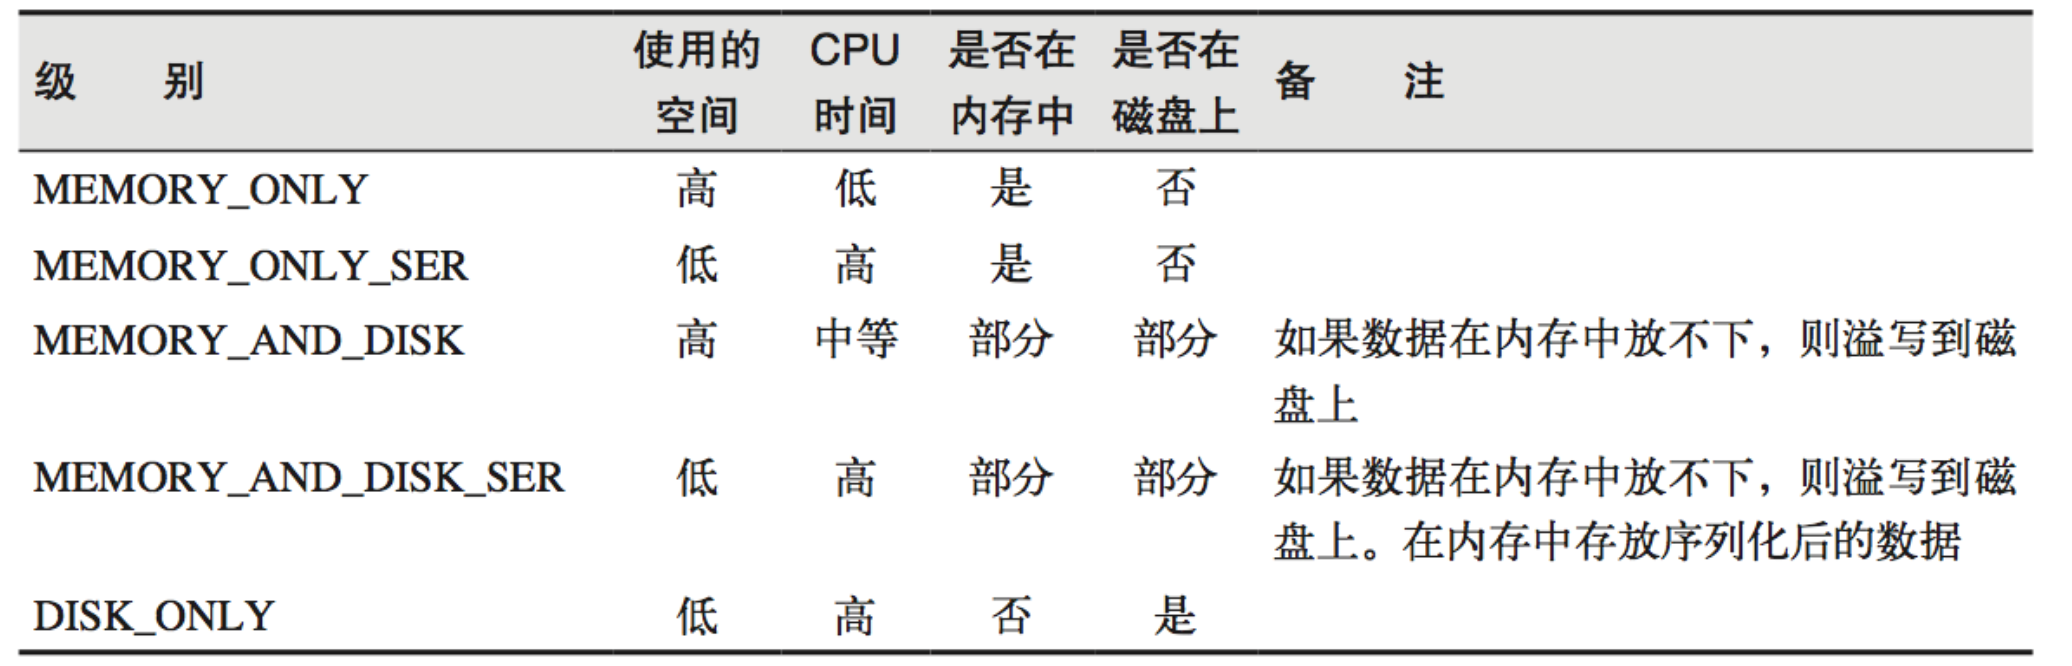 级 别 使用的空间 CPU时间 是否在内存中 是否在磁盘上 备 注
MEMORY_ONLY 高 低 是 否
MEMORY_ONLY_SER 低 高 是 否
MEMORY_AND_DISK 高 中等 部分 部分 如果数据在内存中放不下，则溢写到磁
盘上
MEMORY_AND_DISK_SER 低 高 部分 部分 如果数据在内存中放不下，则溢写到磁
盘上。在内存中存放序列化后的数据
DISK_ONLY 低 高 否 是